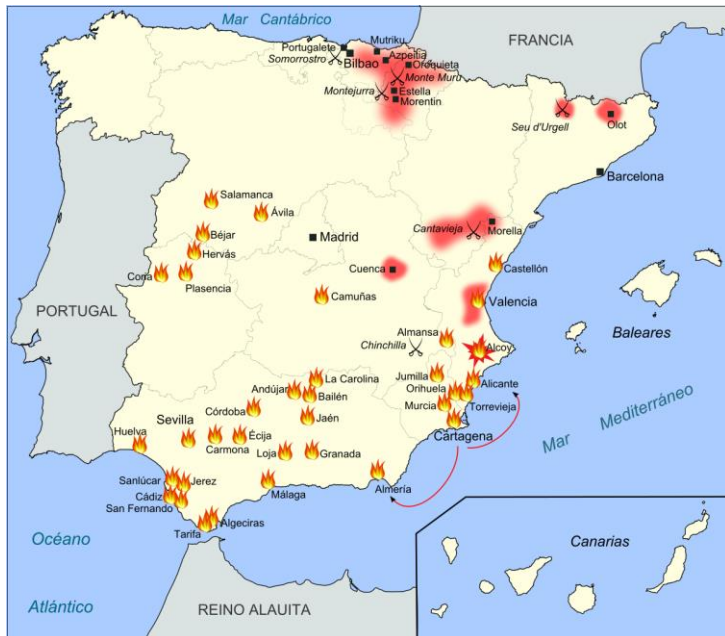 Mar Cantábrico
FRANCIA
Mutriku
Portugalete
Azpeitia
Bilbao
Somorrostro
Oroquieta
Monte Muru
Montejurra
Estella
Morentin
Seu d'Urgell
Olot
Barcelona
Salamanca
Ávila
Béjar
Madrid
Cantavieja
Morella
Hervás
Coria
Plasencia
Cuenca
Castellón
PORTUGAL
Camuñas
Valencia
Baleares
Almansa
Chinchilla
Alcoy
La Carolina
Jumilla
Alicante
Andújar
Bailén
Orihuela
Córdoba
Murcia
Torrevieja
Jaén
Sevilla
Huelva
Cartagena
Mar Mediterráneo
Carmona
Écija
Loja
Granada
Sanlúcar
Jerez
Málaga
Almería
Cádiz
San Fernando
Algeciras
Tarifa
Océano
Atlántico
Canarias
REINO ALAUITA